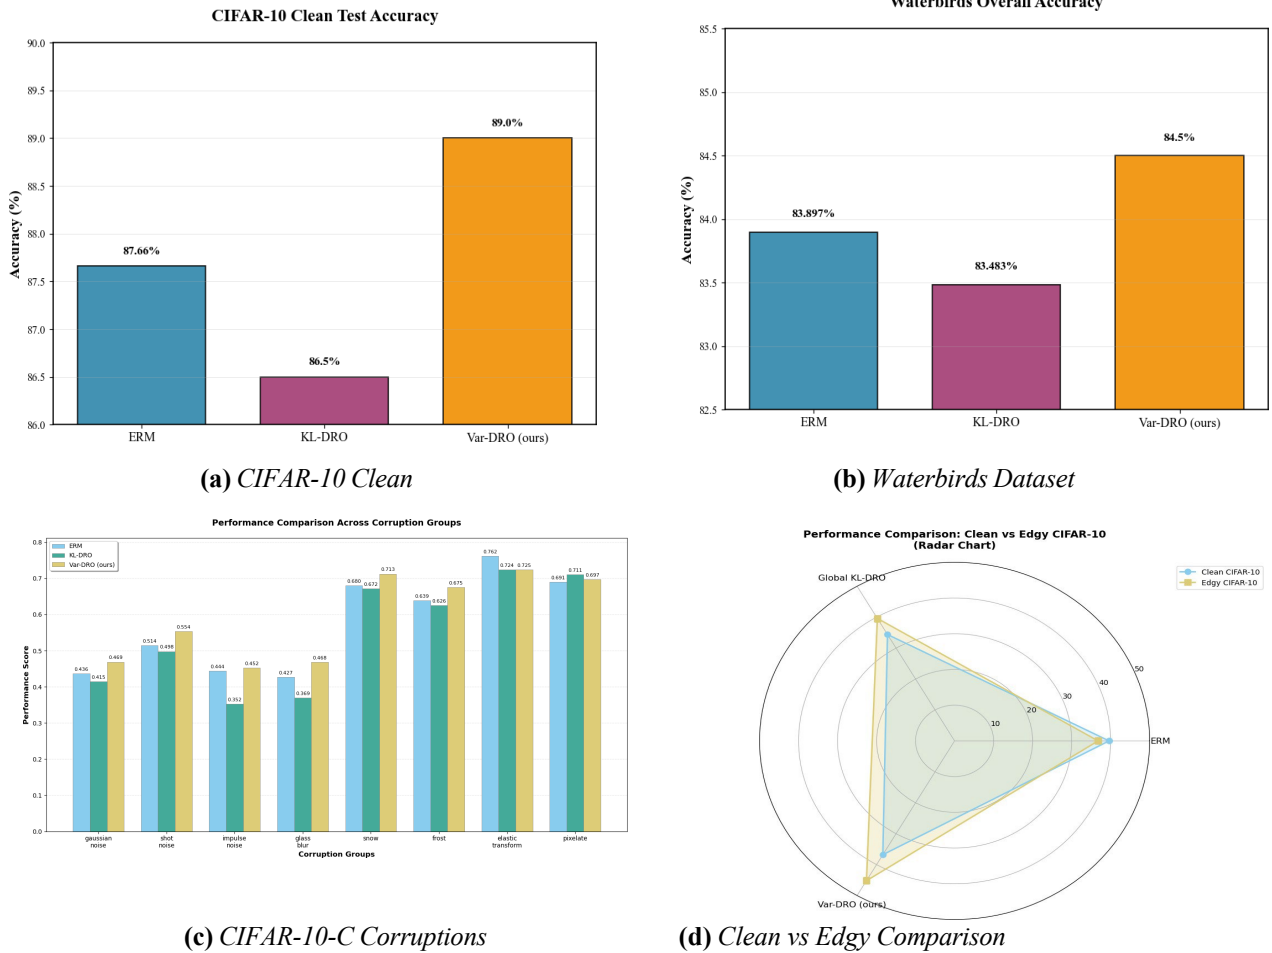 CIFAR-10 Clean Test Accuracy
90.0
89.0
88.5
88.0
87.5
87.0
86.5
86.0
Accuracy (%)
87.66%
86.5%
89.0%
ERM
KL-DRO
Var-DRO (ours)
(a) CIFAR-10 Clean
Waterbirds Overall Accuracy
85.5
85.0
84.5
84.0
83.5
83.0
82.5
Accuracy (%)
83.897%
83.483%
84.5%
ERM
KL-DRO
Var-DRO (ours)
(b) Waterbirds Dataset
Performance Comparison Across Corruption Groups
ERM
KL-DRO
Var-DRO (ours)
0.8
0.7
0.6
0.5
0.4
0.3
0.2
0.1
0.0
Performance Score
0.436
0.415
0.469
0.514
0.498
0.554
0.444
0.352
0.452
0.427
0.369
0.468
0.680
0.672
0.713
0.639
0.626
0.675
0.762
0.724
0.725
0.691
0.711
0.697
gaussian
noise
shot
noise
impulse
noise
glass
blur
snow
frost
elastic
transform
pixelate
Corruption Groups
(c) CIFAR-10-C Corruptions
Performance Comparison: Clean vs Edgy CIFAR-10
(Radar Chart)
Clean CIFAR-10
Edgy CIFAR-10
Global KL-DRO
50
40
30
20
10
ERM
Var-DRO (ours)
(d) Clean vs Edgy Comparison